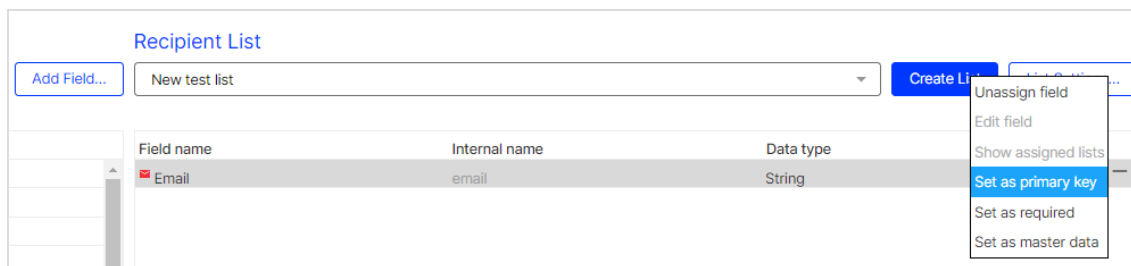 Recipient List
Add Field...
New test list
Create
Unassign field
Edit field
Show assigned lists
Set as primary key
Set as required
Set as master data
Field name
Internal name
Data type
Email
email
String